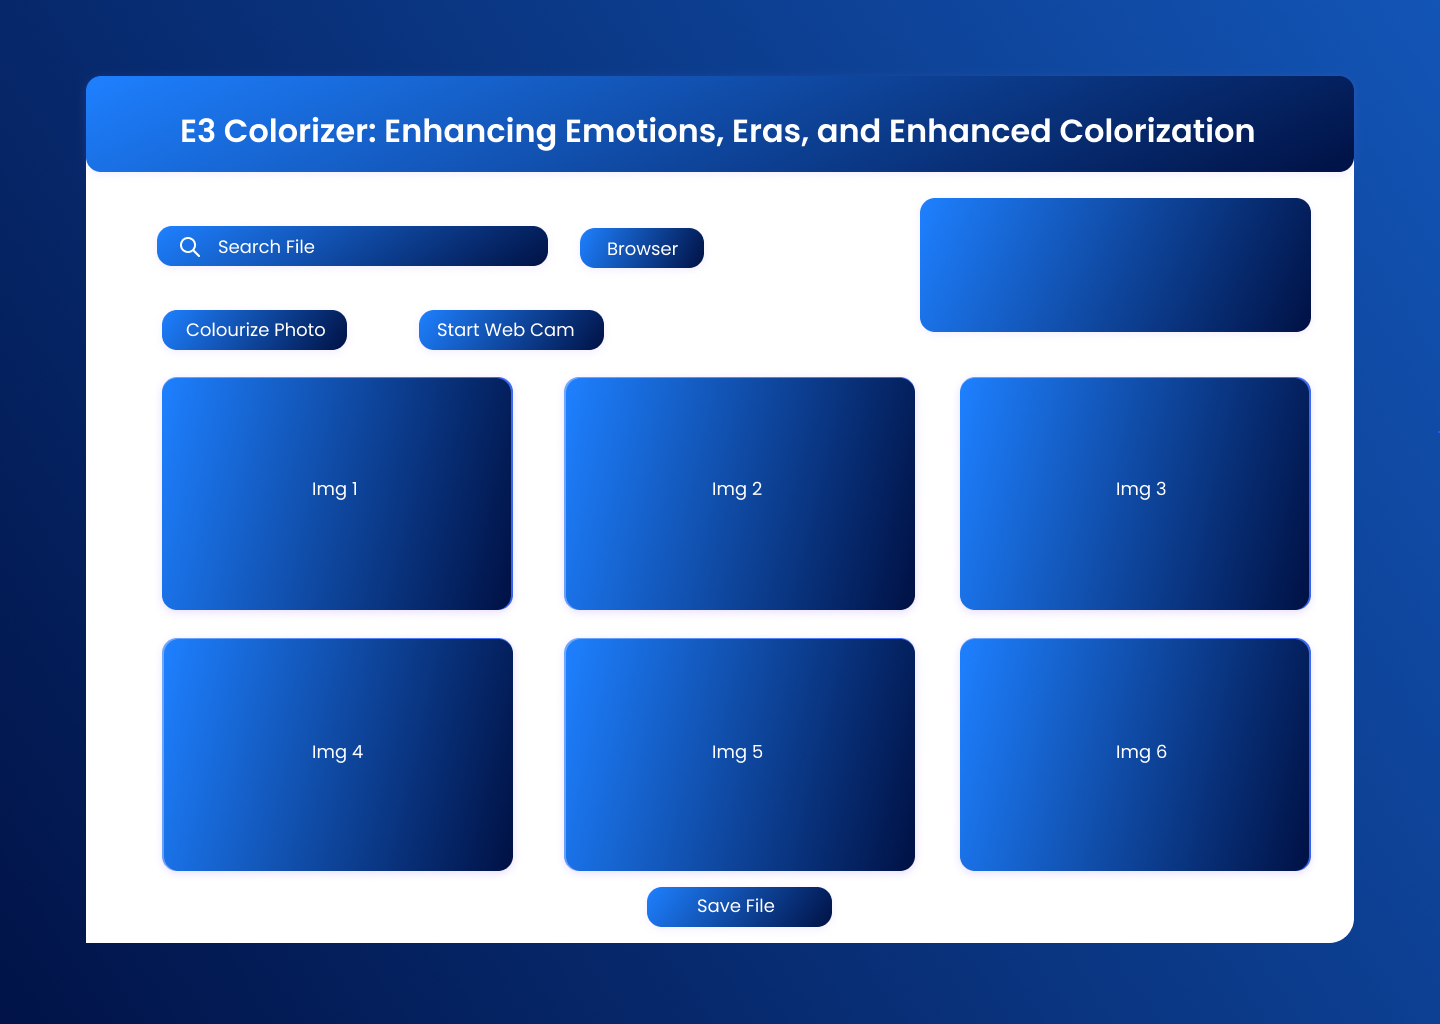 E3 Colorizer: Enhancing Emotions, Eras, and Enhanced Colorization
Search File
Browser
Colourize Photo
Start Web Cam
Img 1
Img 2
Img 3
Img 4
Img 5
Img 6
Save File